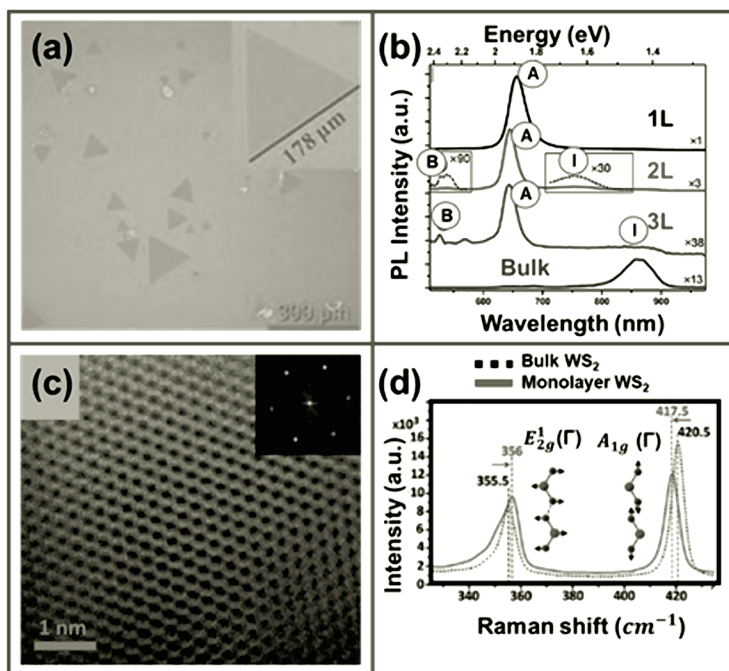 (a)
178 μm
300 μm
(b)
Energy (eV)
2.4 2.2 2 1.8 1.6 1.4
PL Intensity (a.u.)
A
1L
×1
B
×90
A
I
×30
2L
×3
B
A
3L
I
×38
Bulk
×13
600 700 800 900
Wavelength (nm)
(c)
1 nm
(d)
Bulk WS₂
Monolayer WS₂
×10³
16
14
12
10
8
6
4
2
0
Intensity (a.u.)
356
355.5
E¹₂g(Γ)
A₁g (Γ)
417.5
420.5
340 360 380 400 420
Raman shift (cm⁻¹)